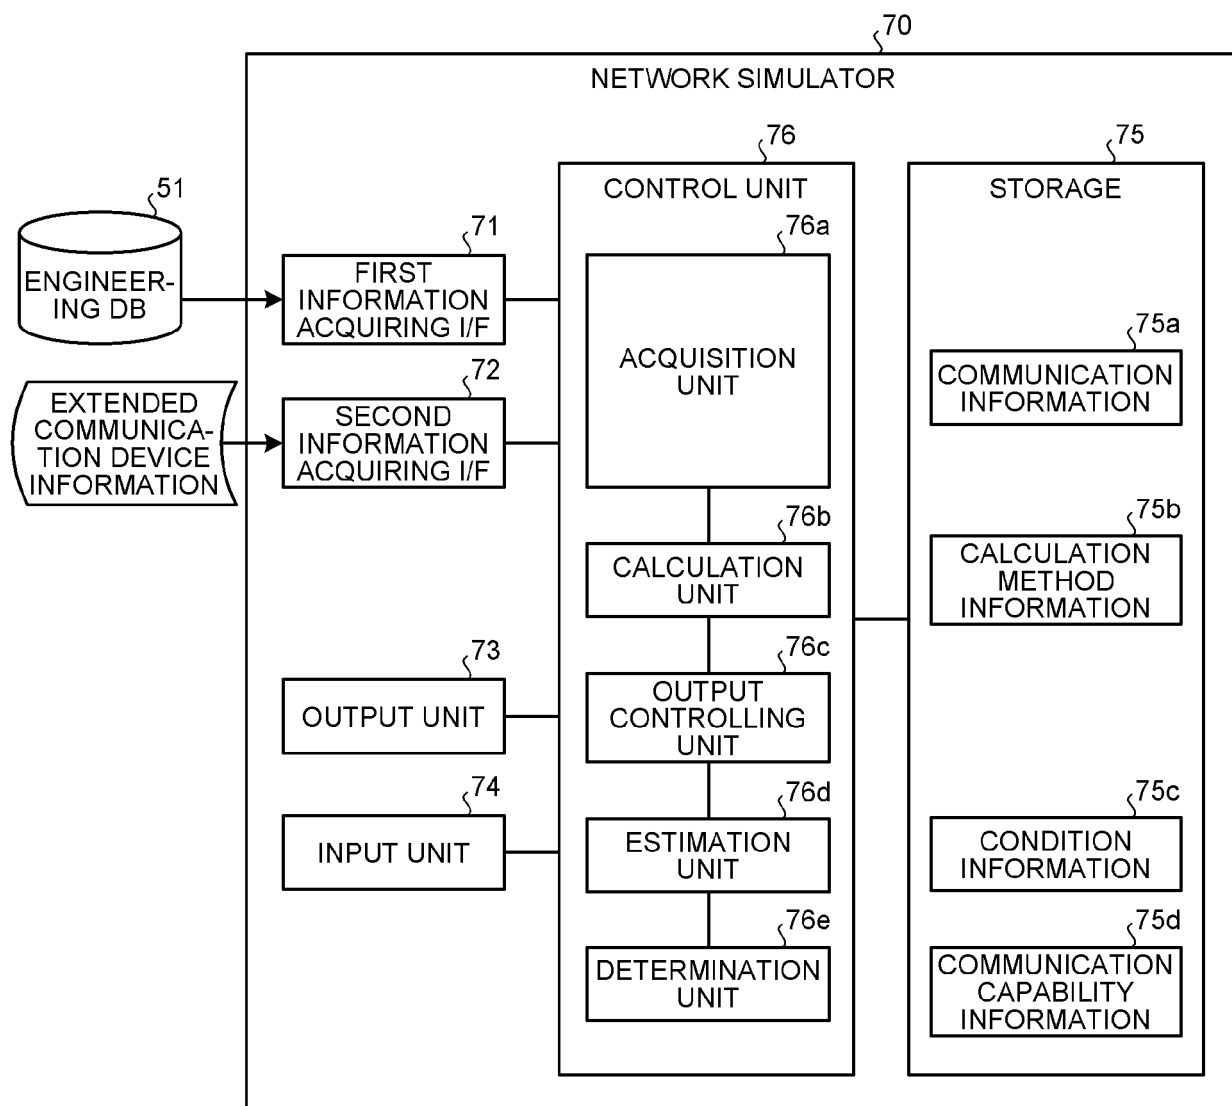 70
NETWORK SIMULATOR
51
ENGINEER-
ING DB
EXTENDED
COMMUNICA-
TION DEVICE
INFORMATION
71
FIRST
INFORMATION
ACQUIRING I/F
72
SECOND
INFORMATION
ACQUIRING I/F
73
OUTPUT UNIT
74
INPUT UNIT
76
CONTROL UNIT
76a
ACQUISITION
UNIT
76b
CALCULATION
UNIT
76c
OUTPUT
CONTROLLING
UNIT
76d
ESTIMATION
UNIT
76e
DETERMINATION
UNIT
75
STORAGE
75a
COMMUNICATION
INFORMATION
75b
CALCULATION
METHOD
INFORMATION
75c
CONDITION
INFORMATION
75d
COMMUNICATION
CAPABILITY
INFORMATION